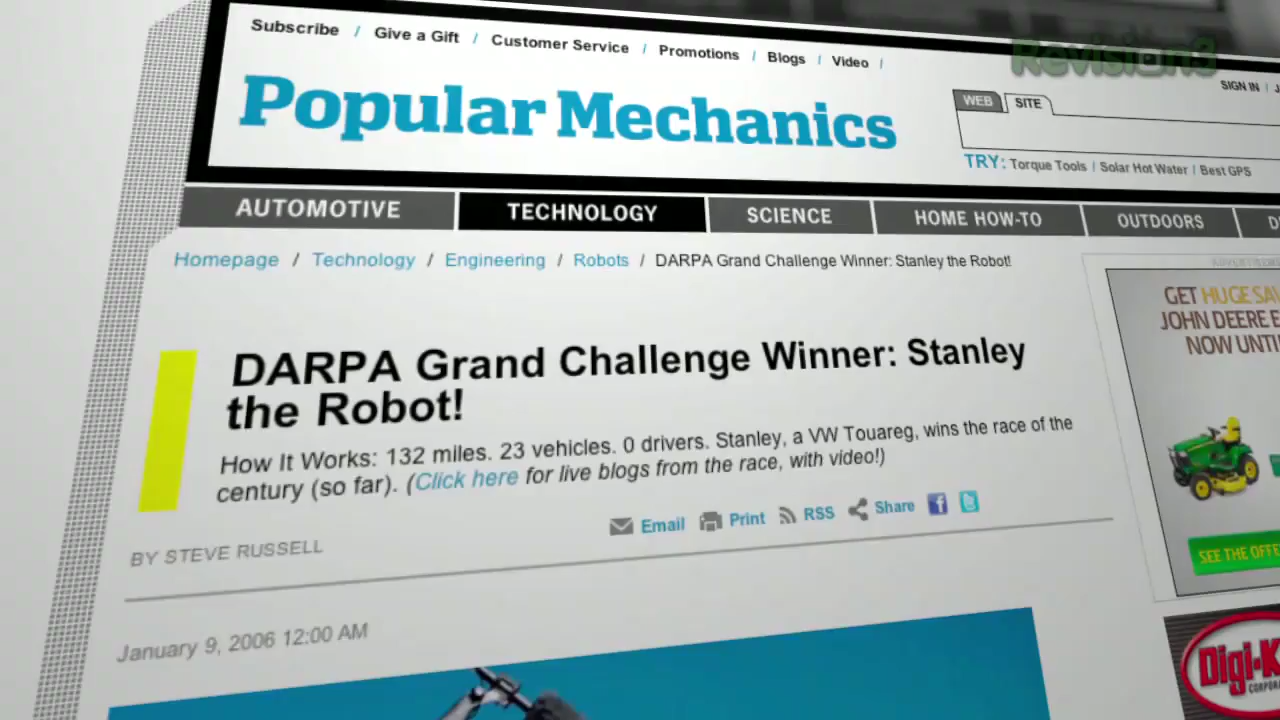 Subscribe / Give a Gift / Customer Service / Promotions / Blogs / Video /
Revision3
SIGN IN /
Popular Mechanics
WEB SITE
TRY: Torque Tools / Solar Hot Water / Best GPS
AUTOMOTIVE TECHNOLOGY SCIENCE HOME HOW-TO OUTDOORS
Homepage / Technology / Engineering / Robots / DARPA Grand Challenge Winner: Stanley the Robot!
GET HUGE
JOHN DEERE
NOW
DARPA Grand Challenge Winner: Stanley
the Robot!
How It Works: 132 miles. 23 vehicles. 0 drivers. Stanley, a VW Touareg, wins the race of the
century (so far). (Click here for live blogs from the race, with video!)
Email Print RSS Share
SEE THE
BY STEVE RUSSELL
January 9, 2006 12:00 AM
Digi-K